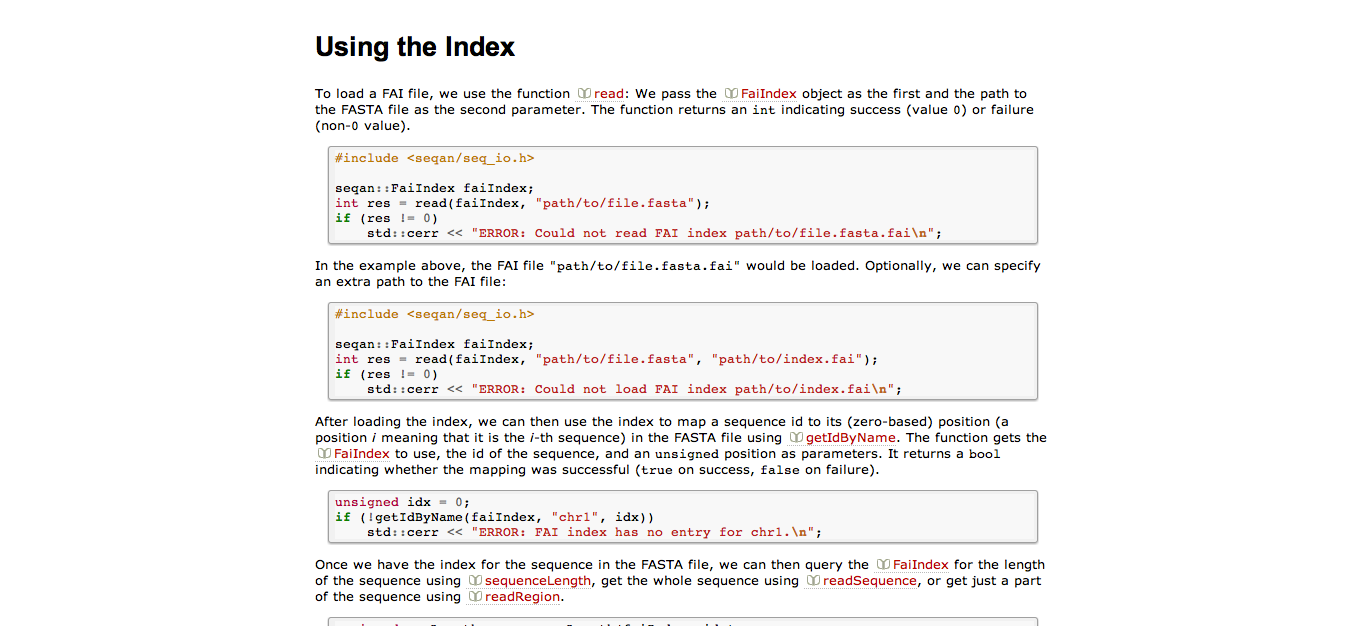 Using the Index
To load a FAI file, we use the function read: We pass the FaiIndex object as the first and the path to
the FASTA file as the second parameter. The function returns an int indicating success (value 0) or failure
(non-0 value).
#include <seqan/seq_io.h>
seqan::FaiIndex faiIndex;
int res = read(faiIndex, "path/to/file.fasta");
if (res != 0)
    std::cerr << "ERROR: Could not read FAI index path/to/file.fasta.fai\n";
In the example above, the FAI file "path/to/file.fasta.fai" would be loaded. Optionally, we can specify
an extra path to the FAI file:
#include <seqan/seq_io.h>
seqan::FaiIndex faiIndex;
int res = read(faiIndex, "path/to/file.fasta", "path/to/index.fai");
if (res != 0)
    std::cerr << "ERROR: Could not load FAI index path/to/index.fai\n";
After loading the index, we can then use the index to map a sequence id to its (zero-based) position (a
position i meaning that it is the i-th sequence) in the FASTA file using getIdByName. The function gets the
FaiIndex to use, the id of the sequence, and an unsigned position as parameters. It returns a bool
indicating whether the mapping was successful (true on success, false on failure).
unsigned idx = 0;
if (!getIdByName(faiIndex, "chr1", idx))
    std::cerr << "ERROR: FAI index has no entry for chr1.\n";
Once we have the index for the sequence in the FASTA file, we can then query the FaiIndex for the length
of the sequence using sequenceLength, get the whole sequence using readSequence, or get just a part
of the sequence using readRegion.